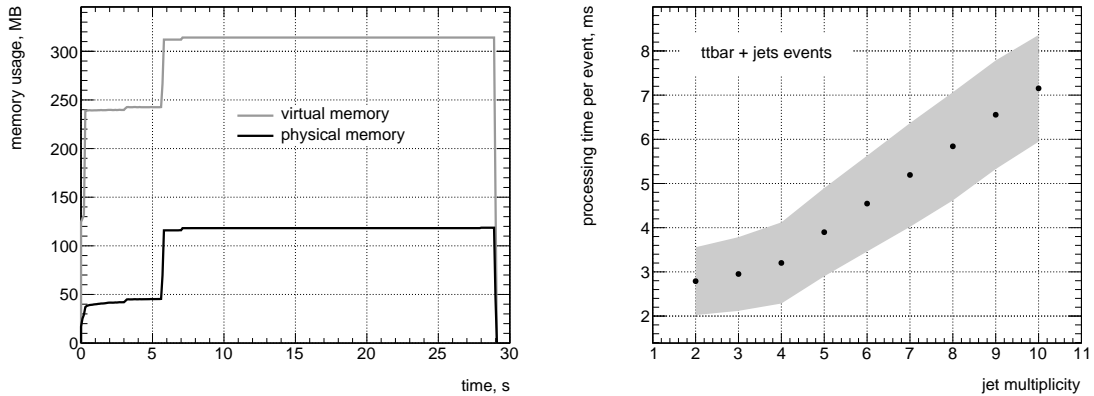 memory usage, MB
300
250
200
150
100
50
0
virtual memory
physical memory
0 5 10 15 20 25 30
time, s
processing time per event, ms
8
7
6
5
4
3
2
ttbar + jets events
1 2 3 4 5 6 7 8 9 10 11
jet multiplicity